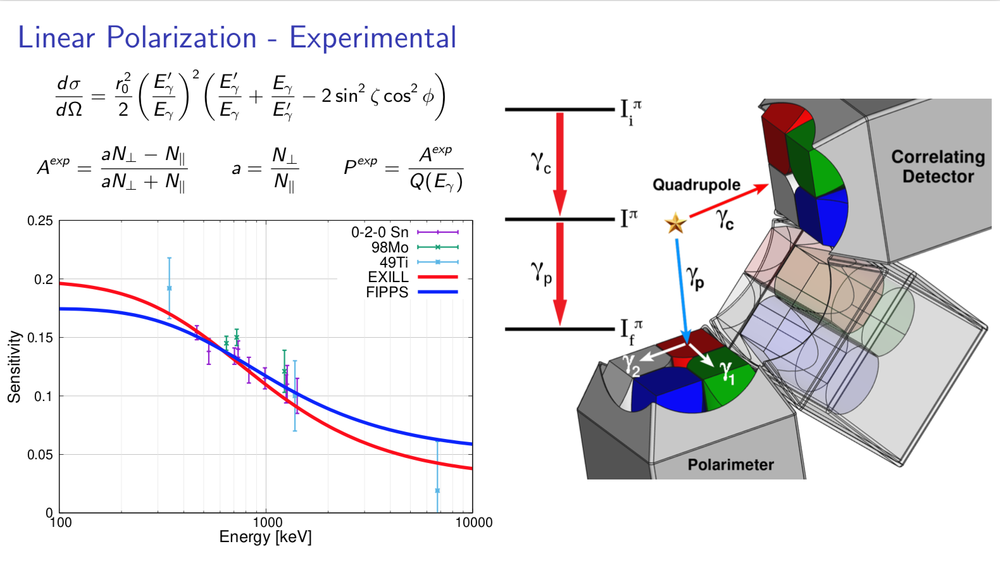 Linear Polarization - Experimental
dσ/dΩ = r₀²/2 (E′γ/Eγ)² (E′γ/Eγ + Eγ/E′γ − 2 sin² ζ cos² ϕ)
A^exp = (aN⊥ − N∥)/(aN⊥ + N∥)   a = N⊥/N∥   P^exp = A^exp/Q(Eγ)
0.25
0.2
0.15
0.1
0.05
0
100
1000
10000
Sensitivity
Energy [keV]
0-2-0 Sn
98Mo
49Ti
EXILL
FIPPS
Iᵢ^π
γc
I^π
γp
I_f^π
Quadrupole
γc
γp
γ₂
γ₁
Correlating
Detector
Polarimeter